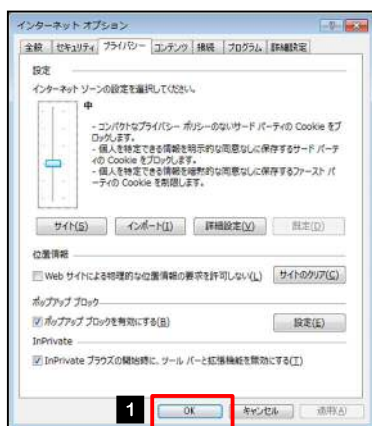 インターネット オプション
全般 セキュリティ プライバシー コンテンツ 接続 プログラム 詳細設定
設定
インターネット ゾーンの設定を選択してください。
中
- コンパクトなプライバシー ポリシーのないサード パーティの Cookie をブ
ロックします。
- 個人を特定できる情報を明示的な同意なしに保存するサード パーテ
ィの Cookie をブロックします。
- 個人を特定できる情報を暗黙的な同意なしに保存するファースト パ
ーティの Cookie を制限します。
サイト(S) インポート(I) 詳細設定(V) 既定(D)
位置情報
Web サイトによる物理的な位置情報の要求を許可しない(L) サイトのクリア(C)
ポップアップ ブロック
ポップアップ ブロックを有効にする(B) 設定(E)
InPrivate
InPrivate ブラウズの開始時に、ツール バーと拡張機能を無効にする(T)
1 OK キャンセル 適用(A)